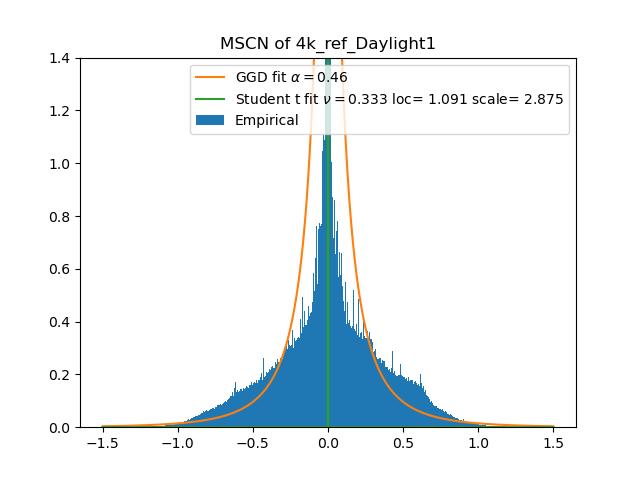 MSCN of 4k_ref_Daylight1
GGD fit α = 0.46
Student t fit ν = 0.333 loc= 1.091 scale= 2.875
Empirical
1.4
1.2
1.0
0.8
0.6
0.4
0.2
0.0
−1.5 −1.0 −0.5 0.0 0.5 1.0 1.5